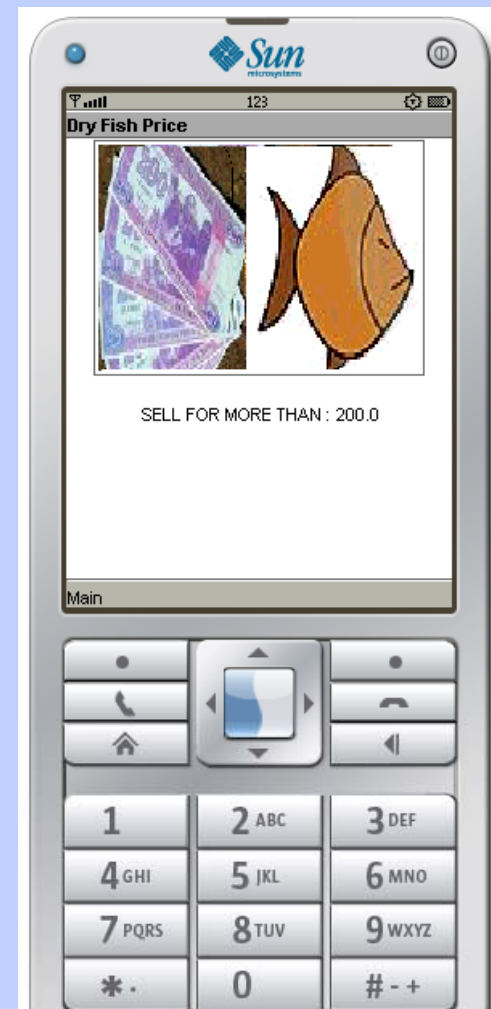 Sun
microsystems
123
Dry Fish Price
SELL FOR MORE THAN : 200.0
Main
1
2 ABC
3 DEF
4 GHI
5 JKL
6 MNO
7 PQRS
8 TUV
9 WXYZ
* .
0
# - +